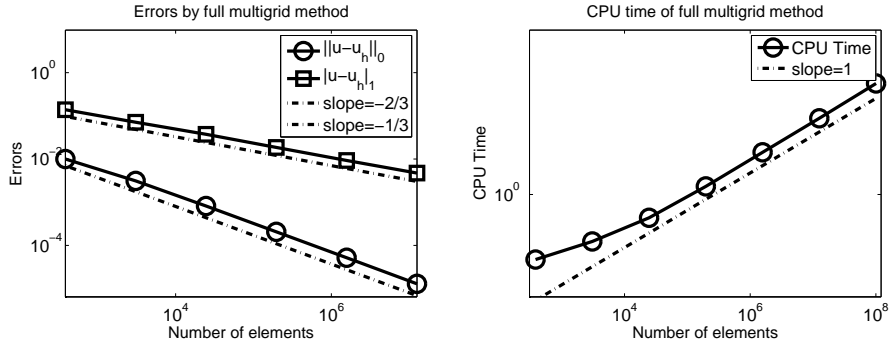 Errors by full multigrid method
||u−u_h||_0
|u−u_h|_1
slope=−2/3
slope=−1/3
10^0
10^−2
10^−4
Errors
10^4
10^6
Number of elements
CPU time of full multigrid method
CPU Time
slope=1
10^0
CPU Time
10^4
10^6
10^8
Number of elements